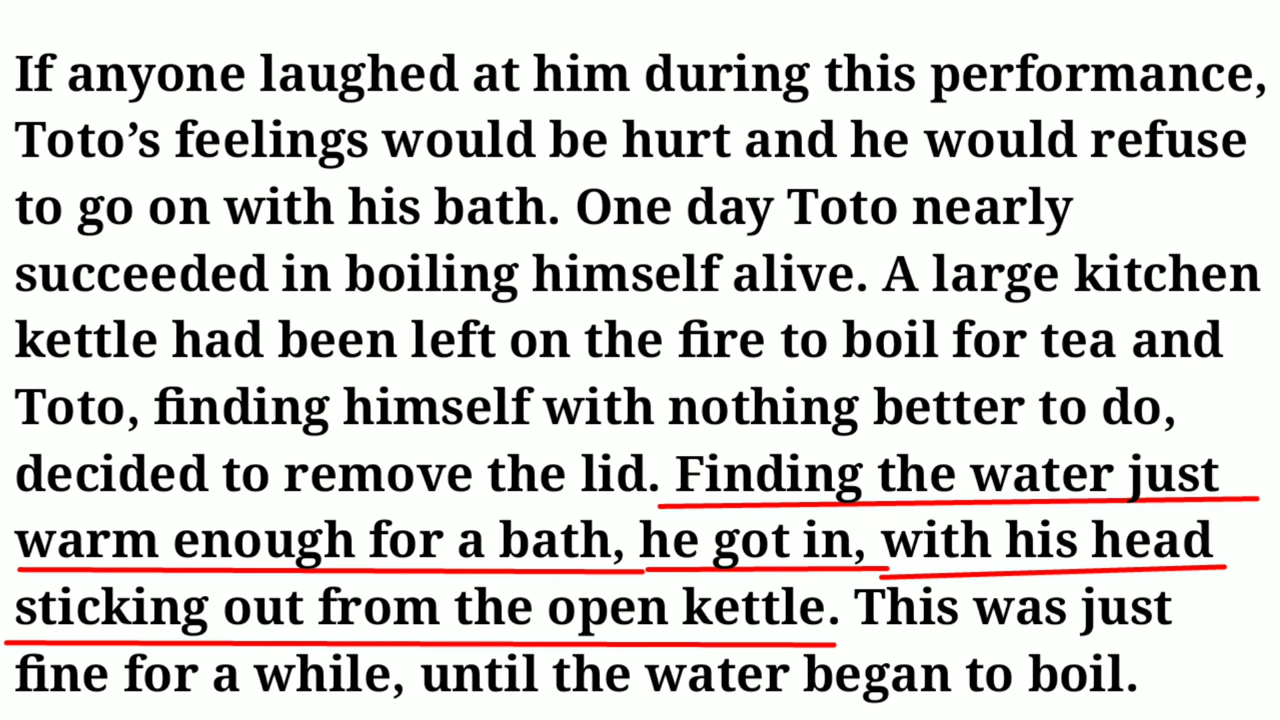 If anyone laughed at him during this performance,
Toto’s feelings would be hurt and he would refuse
to go on with his bath. One day Toto nearly
succeeded in boiling himself alive. A large kitchen
kettle had been left on the fire to boil for tea and
Toto, finding himself with nothing better to do,
decided to remove the lid. Finding the water just
warm enough for a bath, he got in, with his head
sticking out from the open kettle. This was just
fine for a while, until the water began to boil.